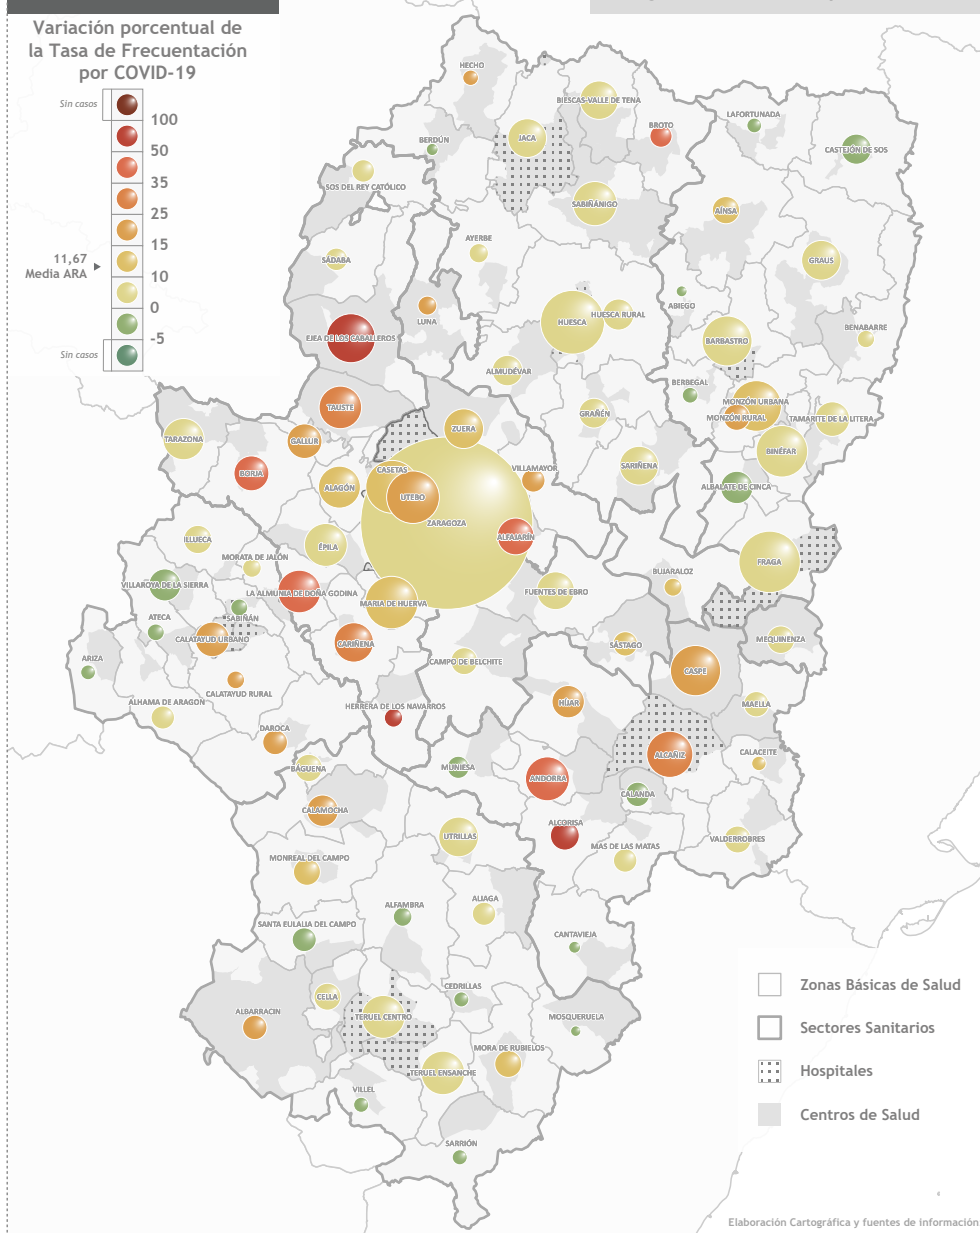 Variación porcentual de
la Tasa de Frecuentación
por COVID-19
Sin casos
100
50
35
25
15
11,67
Media ARA
10
0
-5
Sin casos
HECHO
BIESCAS-VALLE DE TENA
LAFORTUNADA
BROTO
JACA
BERDÚN
CASTEJÓN DE SOS
SOS DEL REY CATÓLICO
SABIÑÁNIGO
AÍNSA
AYERBE
SÁDABA
GRAUS
ABIEGO
LUNA
HUESCA RURAL
HUESCA
EJEA DE LOS CABALLEROS
BENABARRE
BARBASTRO
ALMUDÉVAR
BERBEGAL
MONZÓN URBANA
TAUSTE
GRAÑÉN
MONZÓN RURAL
TAMARITE DE LA LITERA
ZUERA
TARAZONA
GALLUR
BINÉFAR
SARIÑENA
CASETAS
VILLAMAYOR
BORJA
ALAGÓN
ALBALATE DE CINCA
UTEBO
ZARAGOZA
ALFAJARÍN
ILLUECA
ÉPILA
MORATA DE JALÓN
FRAGA
BUJARALOZ
VILLAROYA DE LA SIERRA
LA ALMUNIA DE DOÑA GODINA
FUENTES DE EBRO
MARIA DE HUERVA
ATECA
SABIÑÁN
CALATAYUD URBANO
MEQUINENZA
CARIÑENA
SÁSTAGO
ARIZA
CAMPO DE BELCHITE
CASPE
CALATAYUD RURAL
ALHAMA DE ARAGON
HERRERA DE LOS NAVARROS
HÍJAR
MAELLA
DAROCA
CALACEITE
ALCAÑIZ
BÁGUENA
MUNIESA
ANDORRA
CALANDA
CALAMOCHA
ALCORISA
UTRILLAS
VALDERROBRES
MAS DE LAS MATAS
MONREAL DEL CAMPO
ALFAMBRA
ALIAGA
SANTA EULALIA DEL CAMPO
CANTAVIEJA
CEDRILLAS
CELLA
ALBARRACIN
TERUEL CENTRO
MOSQUERUELA
MORA DE RUBIELOS
TERUEL ENSANCHE
VILLEL
SARRIÓN
Zonas Básicas de Salud
Sectores Sanitarios
Hospitales
Centros de Salud
Elaboración Cartográfica y fuentes de información